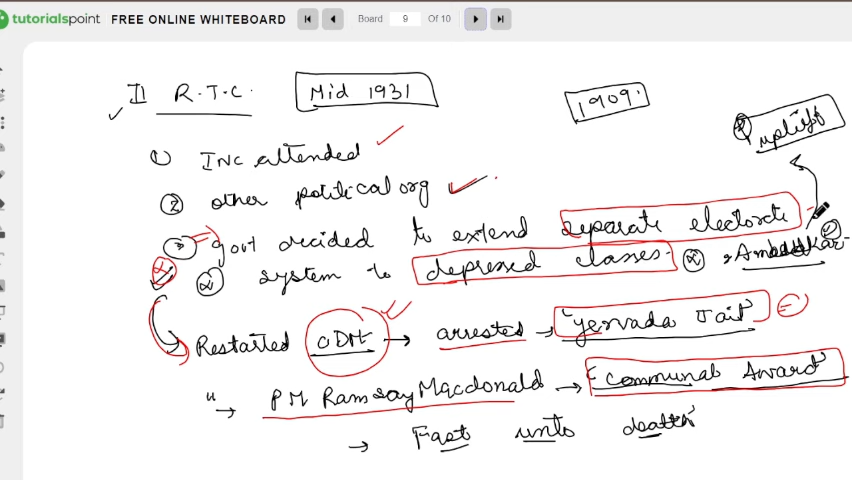 tutorialspoint FREE ONLINE WHITEBOARD Board 9 Of 10
II R.T.C. Mid 1931 1909.
uplift
① INC attended
② other political org
③ govt decided to extend separate electorate
system to depressed classes. Ambedkar
Restarted CDM → arrested → "Yervada Jail"
" → PM Ramsay Macdonald → "Communal Award"
→ Fast unto death'